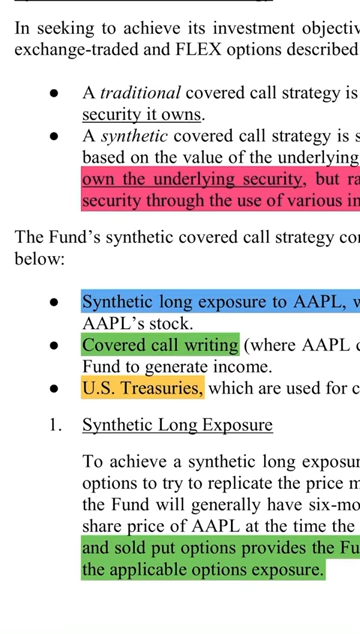 In seeking to achieve its investment objectiv
exchange-traded and FLEX options described
● A traditional covered call strategy is
security it owns.
● A synthetic covered call strategy is s
based on the value of the underlying
own the underlying security, but ra
security through the use of various in
The Fund's synthetic covered call strategy con
below:
● Synthetic long exposure to AAPL, w
AAPL's stock.
● Covered call writing (where AAPL c
Fund to generate income.
● U.S. Treasuries, which are used for c
1. Synthetic Long Exposure
To achieve a synthetic long exposur
options to try to replicate the price m
the Fund will generally have six-mo
share price of AAPL at the time the
and sold put options provides the Fu
the applicable options exposure.